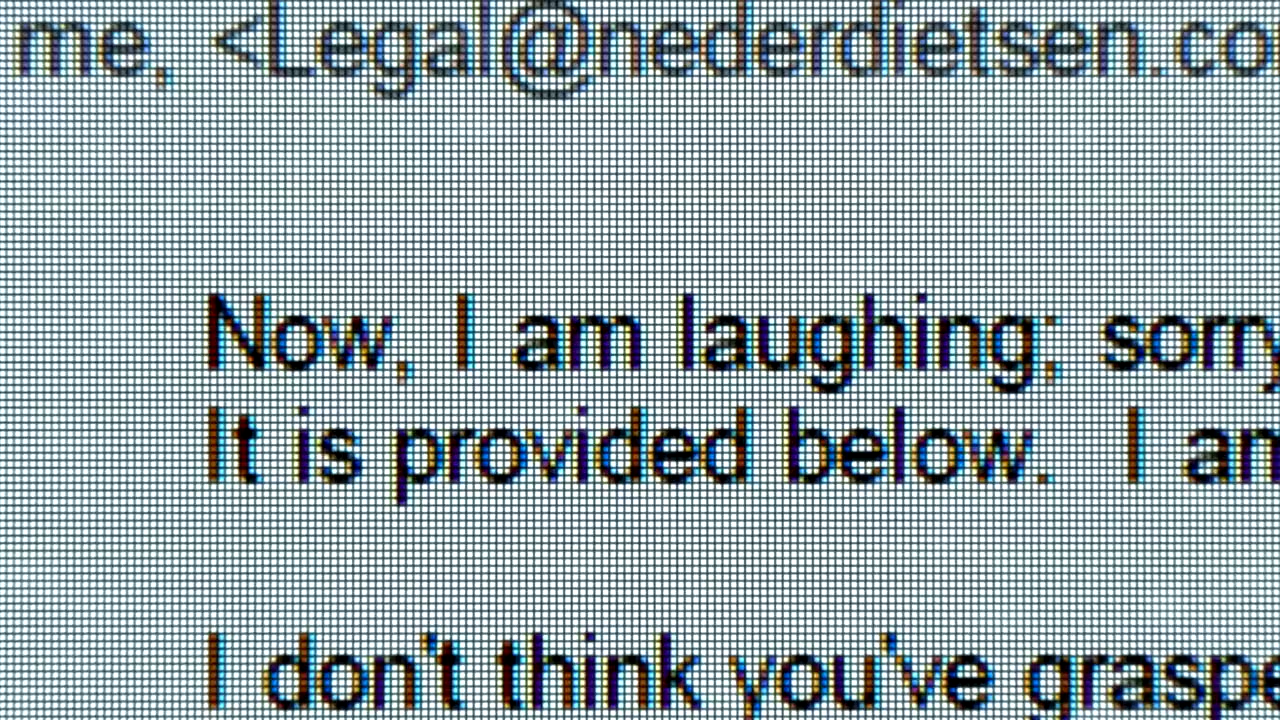 me, <Legal@nederdietsen.co
Now, I am laughing; sorry
It is provided below. I am
I don't think you've graspe